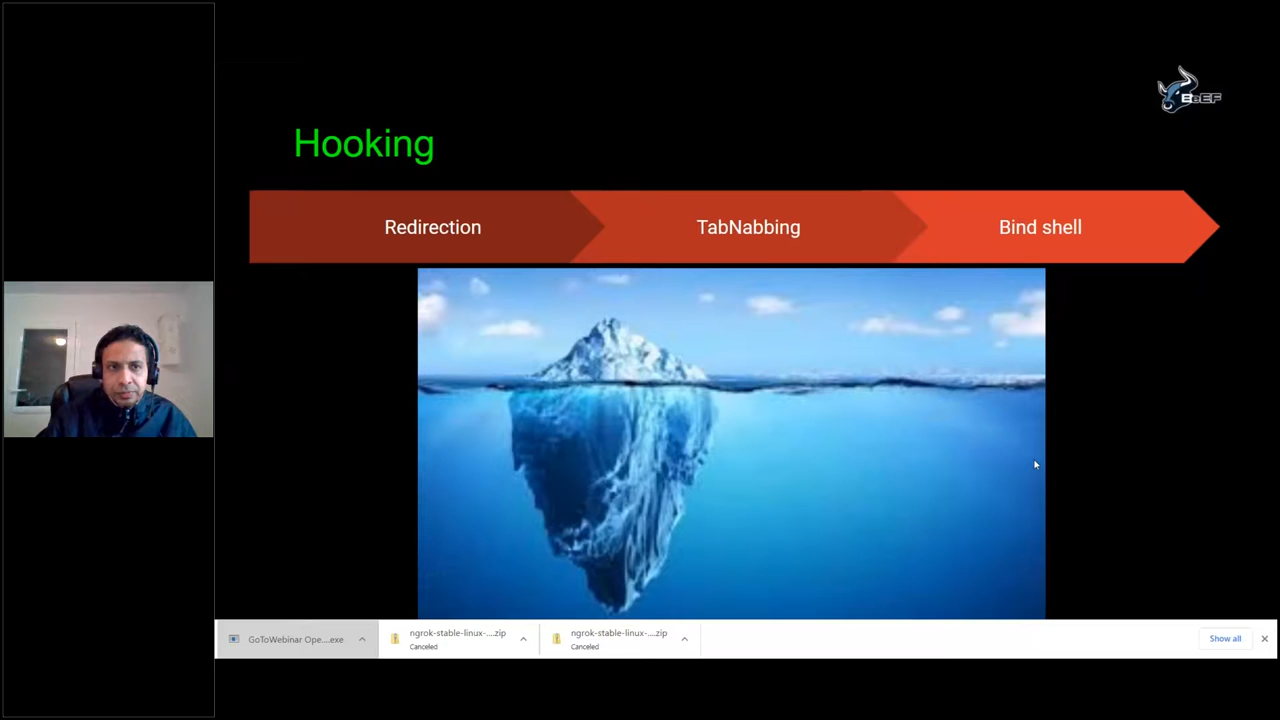 BeEF
Hooking
Redirection
TabNabbing
Bind shell
GoToWebinar Ope....exe
ngrok-stable-linux-....zip
Canceled
ngrok-stable-linux-....zip
Canceled
Show all